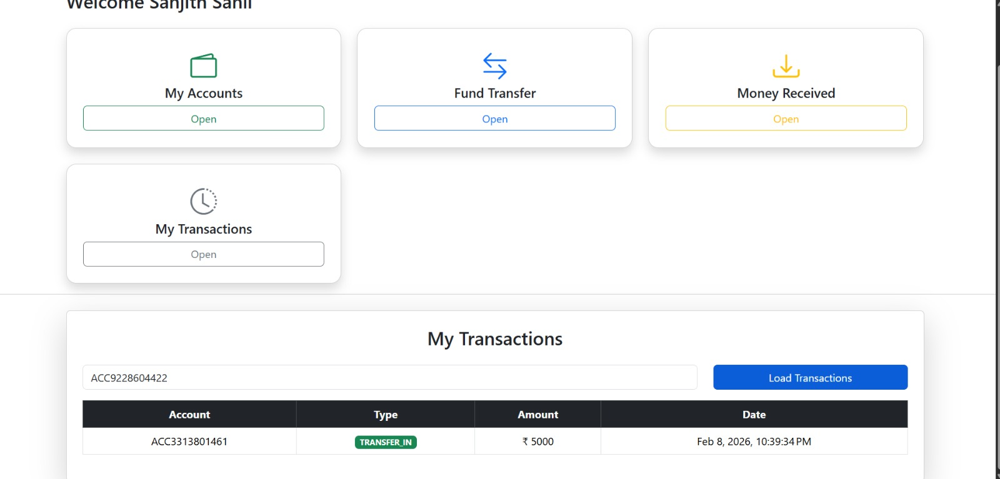 Welcome Sanjith Sahil
My Accounts
Open
Fund Transfer
Open
Money Received
Open
My Transactions
Open
My Transactions
ACC9228604422
Load Transactions
Account Type Amount Date
ACC3313801461 TRANSFER_IN ₹ 5000 Feb 8, 2026, 10:39:34 PM